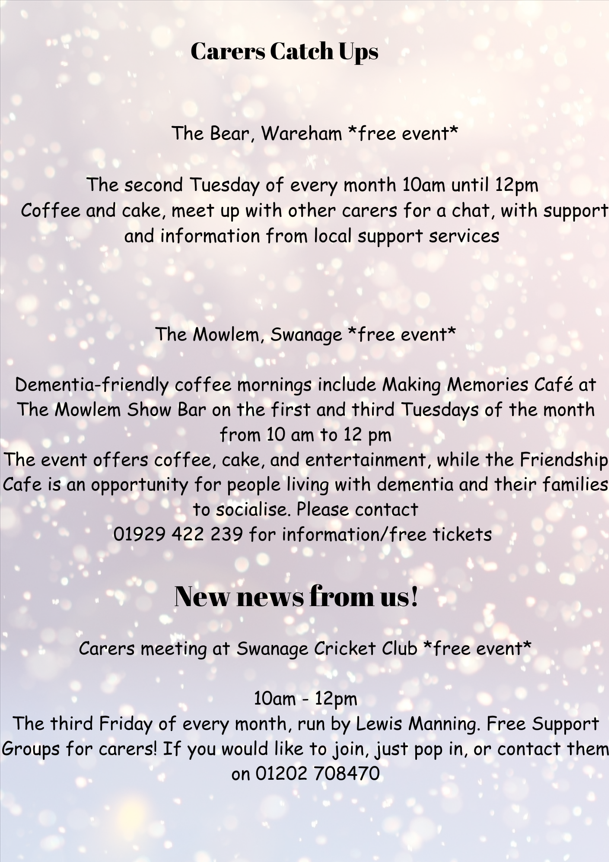 Carers Catch Ups
The Bear, Wareham *free event*
The second Tuesday of every month 10am until 12pm
Coffee and cake, meet up with other carers for a chat, with support
and information from local support services
The Mowlem, Swanage *free event*
Dementia-friendly coffee mornings include Making Memories Café at
The Mowlem Show Bar on the first and third Tuesdays of the month
from 10 am to 12 pm
The event offers coffee, cake, and entertainment, while the Friendship
Cafe is an opportunity for people living with dementia and their families
to socialise. Please contact
01929 422 239 for information/free tickets
New news from us!
Carers meeting at Swanage Cricket Club *free event*
10am - 12pm
The third Friday of every month, run by Lewis Manning. Free Support
Groups for carers! If you would like to join, just pop in, or contact them
on 01202 708470